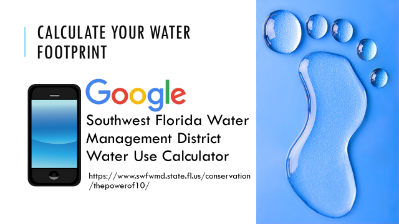 CALCULATE YOUR WATER
FOOTPRINT
Google
Southwest Florida Water
Management District
Water Use Calculator
https://www.swfwmd.state.fl.us/conservation
/thepowerof10/